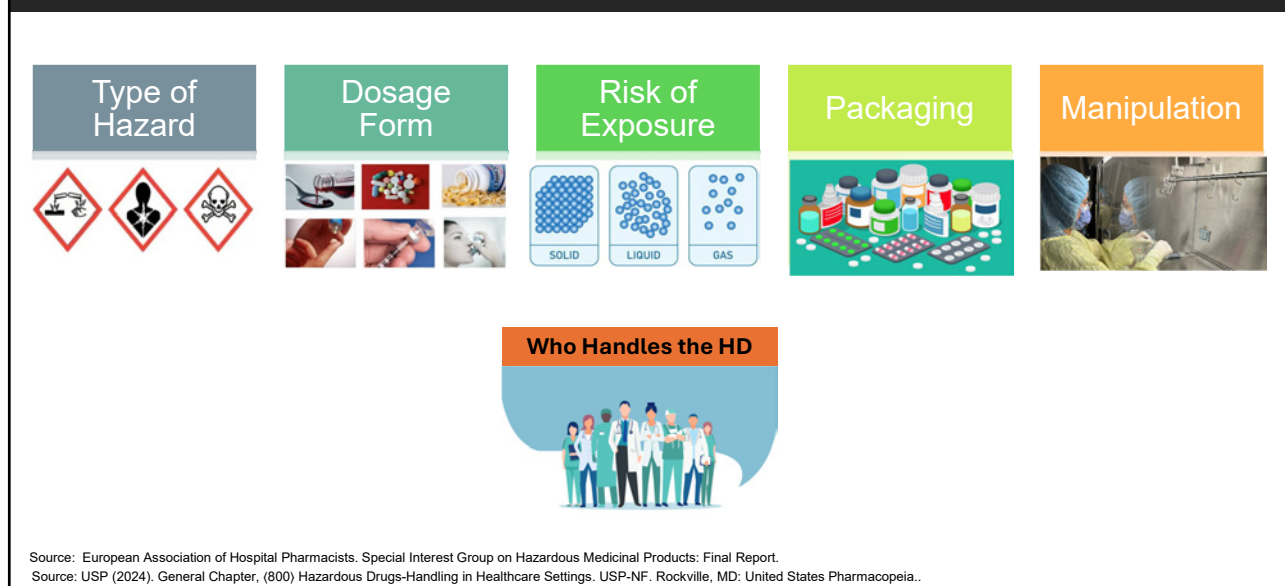 Type of
Hazard
Dosage
Form
Risk of
Exposure
Packaging
Manipulation
SOLID
LIQUID
GAS
Who Handles the HD
Source:  European Association of Hospital Pharmacists. Special Interest Group on Hazardous Medicinal Products: Final Report.
Source: USP (2024). General Chapter, ⟨800⟩ Hazardous Drugs-Handling in Healthcare Settings. USP-NF. Rockville, MD: United States Pharmacopeia..